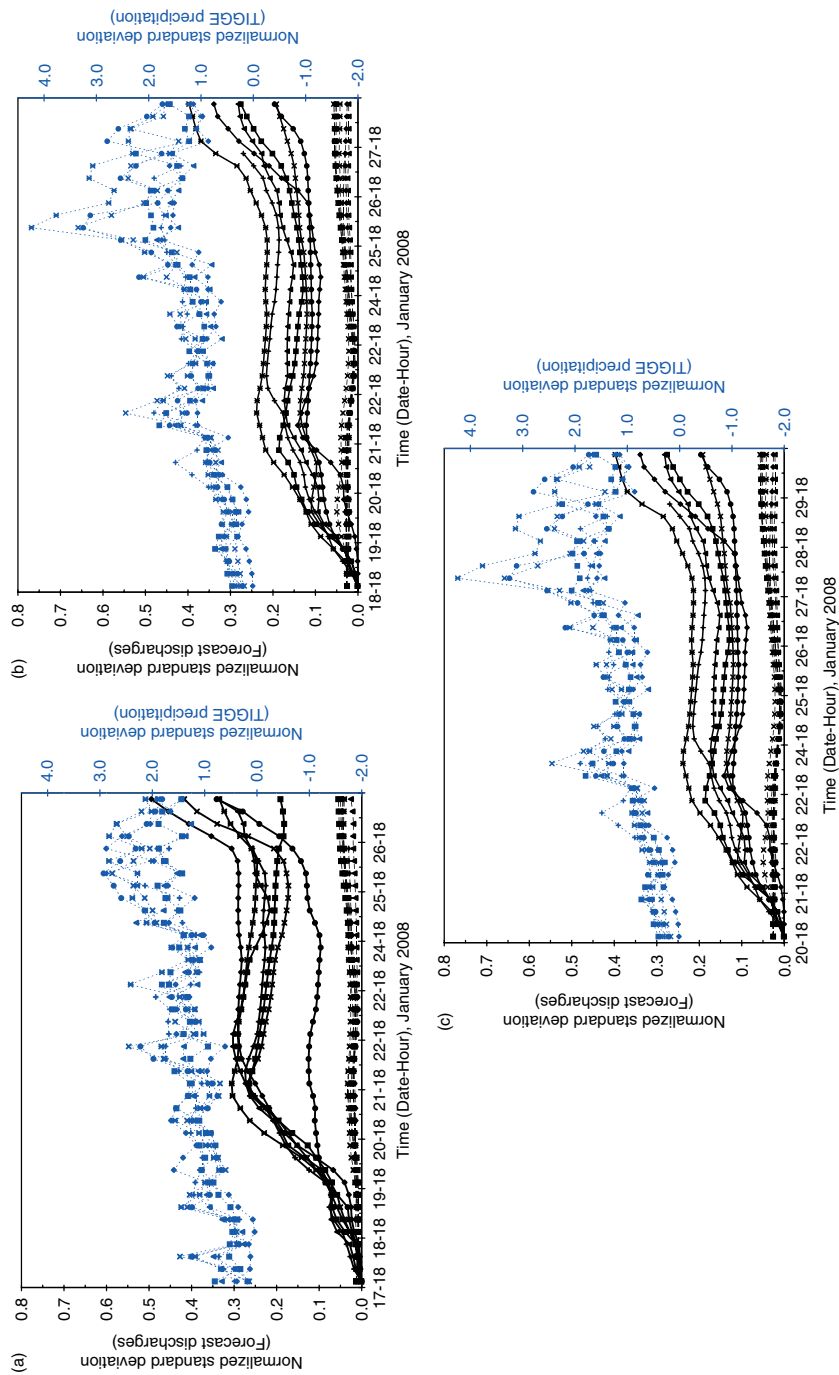 (a)
Normalized standard deviation
(Forecast discharges)
0.8
0.7
0.6
0.5
0.4
0.3
0.2
0.1
0.0
17-18 18-18 19-18 20-18 21-18 22-18 22-18 24-18 25-18 26-18
Time (Date-Hour), January 2008
4.0
3.0
2.0
1.0
0.0
-1.0
-2.0
Normalized standard deviation
(TIGGE precipitation)
(b)
Normalized standard deviation
(Forecast discharges)
0.8
0.7
0.6
0.5
0.4
0.3
0.2
0.1
0.0
18-18 19-18 20-18 21-18 22-18 22-18 24-18 25-18 26-18 27-18
Time (Date-Hour), January 2008
4.0
3.0
2.0
1.0
0.0
-1.0
-2.0
Normalized standard deviation
(TIGGE precipitation)
(c)
Normalized standard deviation
(Forecast discharges)
0.8
0.7
0.6
0.5
0.4
0.3
0.2
0.1
0.0
20-18 21-18 22-18 22-18 24-18 25-18 26-18 27-18 28-18 29-18
Time (Date-Hour), January 2008
4.0
3.0
2.0
1.0
0.0
-1.0
-2.0
Normalized standard deviation
(TIGGE precipitation)